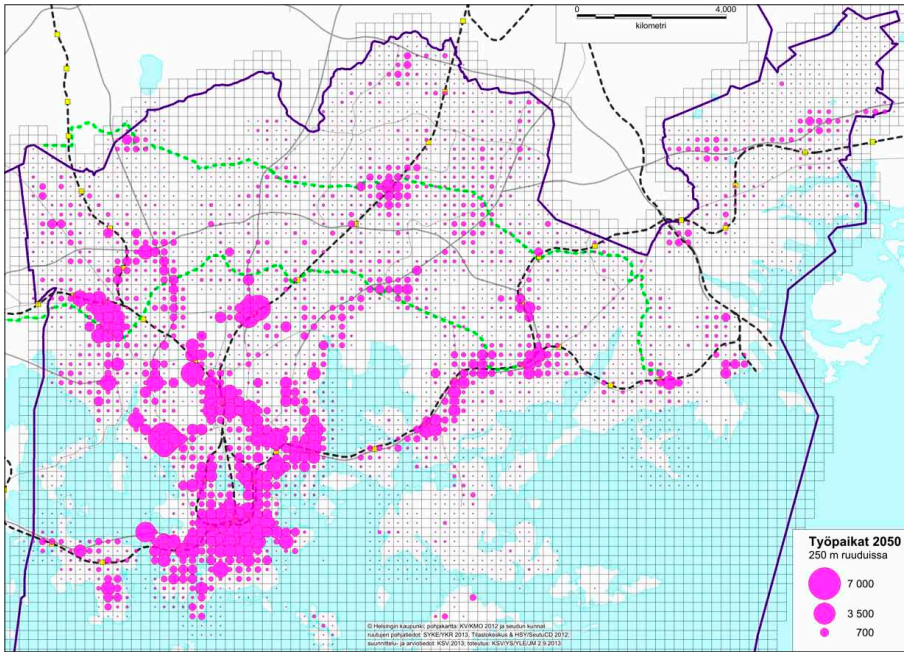 0 4,000
kilometri
Työpaikat 2050
250 m ruuduissa
7 000
3 500
700
© Helsingin kaupunki; pohjakartta: KV/KMO 2012 ja seudun kunnat
ruutujen pohjatiedot: SYKE/YKR 2013, Tilastokeskus & HSY/SeutuCD 2012;
suunnittelu- ja arviotiedot: KSV 2013; toteutus: KSV/YS/YLE/JM 2.9.2013